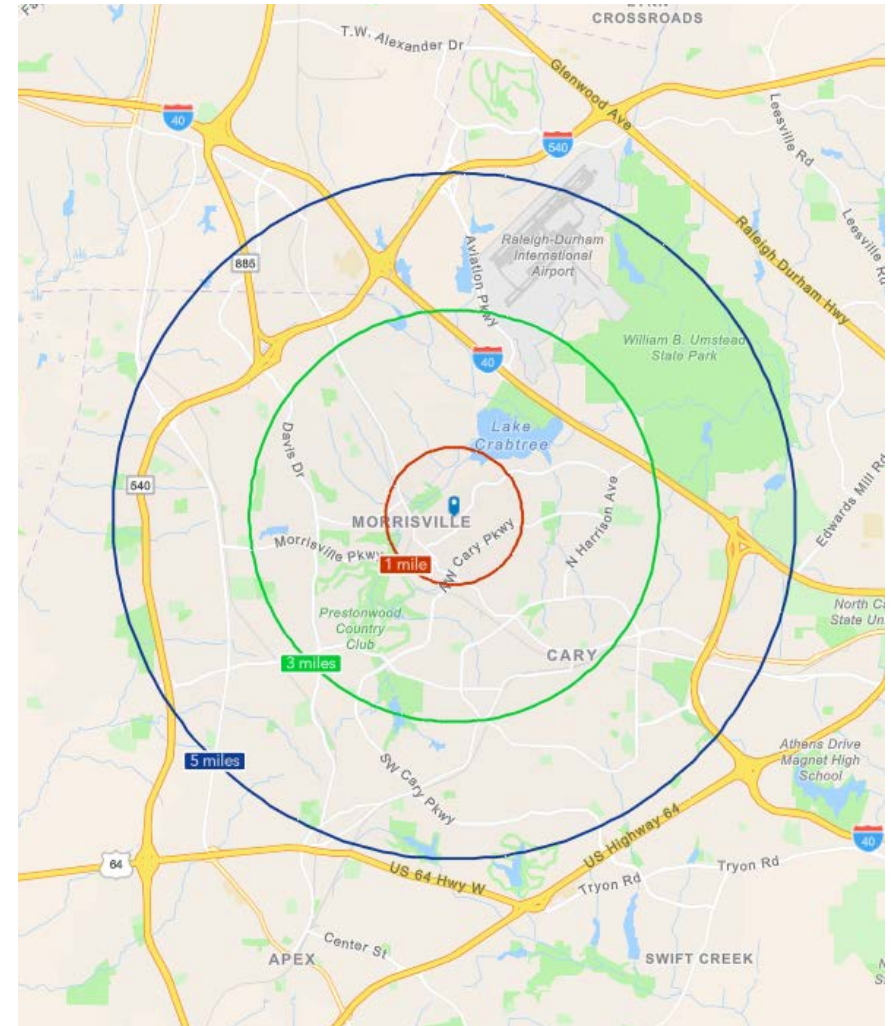 CROSSROADS
T.W. Alexander Dr
Glenwood Ave
40
540
Leesville Rd
Leesville Rd
Raleigh-Durham
International
Airport
Aviation Pkwy
Raleigh Durham Hwy
885
William B. Umstead
State Park
40
Lake
Crabtree
Davis Dr
540
Edwards Mill Rd
N Harrison Ave
MORRISVILLE
Morrisville Pkwy
NW Cary Pkwy
1 mile
Prestonwood
Country
Club
North C
State Un
CARY
3 miles
5 miles
SW Cary Pkwy
Athens Drive
Magnet High
School
US Highway 64
40
64
US 64 Hwy W
Tryon Rd
Tryon Rd
Center St
APEX
SWIFT CREEK